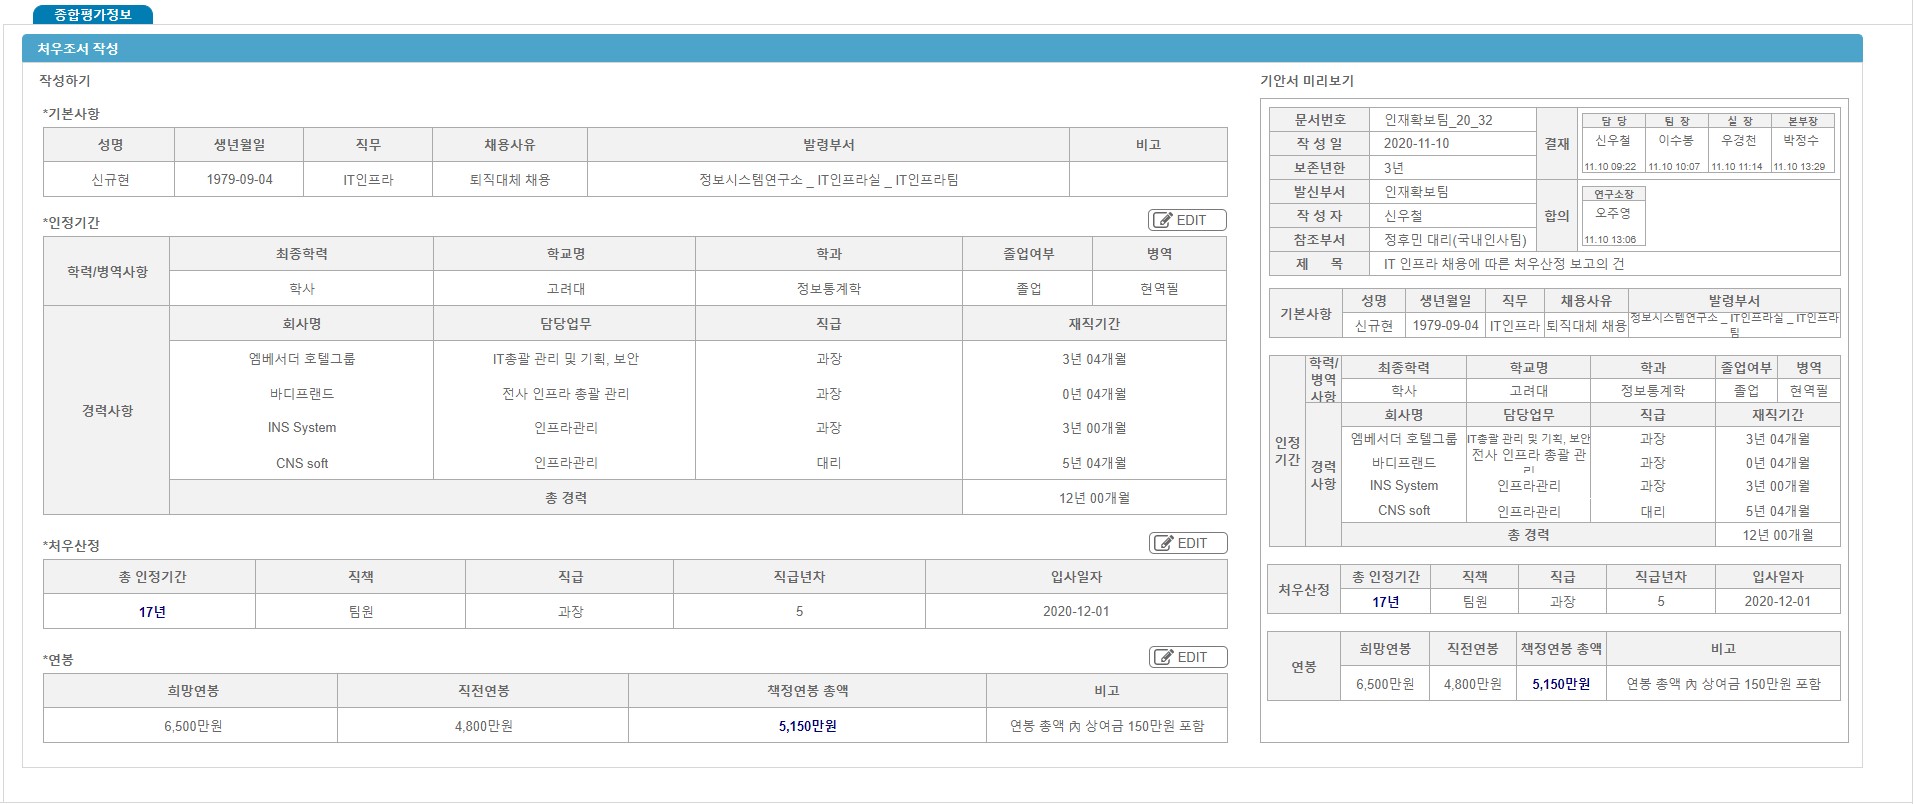 종합평가정보
처우조서 작성
작성하기
*기본사항
성명 생년월일 직무 채용사유 발령부서 비고
신규현 1979-09-04 IT인프라 퇴직대체 채용 정보시스템연구소 _ IT인프라실 _ IT인프라팀
*인정기간
EDIT
학력/병역사항 최종학력 학교명 학과 졸업여부 병역
학사 고려대 정보통계학 졸업 현역필
경력사항 회사명 담당업무 직급 재직기간
엠베서더 호텔그룹 IT총괄 관리 및 기획, 보안 과장 3년 04개월
바디프랜드 전사 인프라 총괄 관리 과장 0년 04개월
INS System 인프라관리 과장 3년 00개월
CNS soft 인프라관리 대리 5년 04개월
총 경력 12년 00개월
*처우산정
EDIT
총 인정기간 직책 직급 직급년차 입사일자
17년 팀원 과장 5 2020-12-01
*연봉
EDIT
희망연봉 직전연봉 책정연봉 총액 비고
6,500만원 4,800만원 5,150만원 연봉 총액 內 상여금 150만원 포함
기안서 미리보기
문서번호 인재확보팀_20_32
작 성 일 2020-11-10
보존년한 3년
결재
담 당 팀 장 실 장 본부장
신우철 이수봉 우경천 박정수
11.10 09:22 11.10 10:07 11.10 11:14 11.10 13:29
발신부서 인재확보팀
작 성 자 신우철
참조부서 정후민 대리(국내인사팀)
합의
연구소장
오주영
11.10 13:06
제 목 IT 인프라 채용에 따른 처우산정 보고의 건
기본사항 성명 생년월일 직무 채용사유 발령부서
신규현 1979-09-04 IT인프라 퇴직대체 채용 정보시스템연구소 _ IT인프라실 _ IT인프라
팀
인정
기간
학력/
병역
사항
최종학력 학교명 학과 졸업여부 병역
학사 고려대 정보통계학 졸업 현역필
경력
사항
회사명 담당업무 직급 재직기간
엠베서더 호텔그룹 IT총괄 관리 및 기획, 보안 과장 3년 04개월
바디프랜드 전사 인프라 총괄 관리 과장 0년 04개월
INS System 인프라관리 과장 3년 00개월
CNS soft 인프라관리 대리 5년 04개월
총 경력 12년 00개월
처우산정 총 인정기간 직책 직급 직급년차 입사일자
17년 팀원 과장 5 2020-12-01
연봉 희망연봉 직전연봉 책정연봉 총액 비고
6,500만원 4,800만원 5,150만원 연봉 총액 內 상여금 150만원 포함